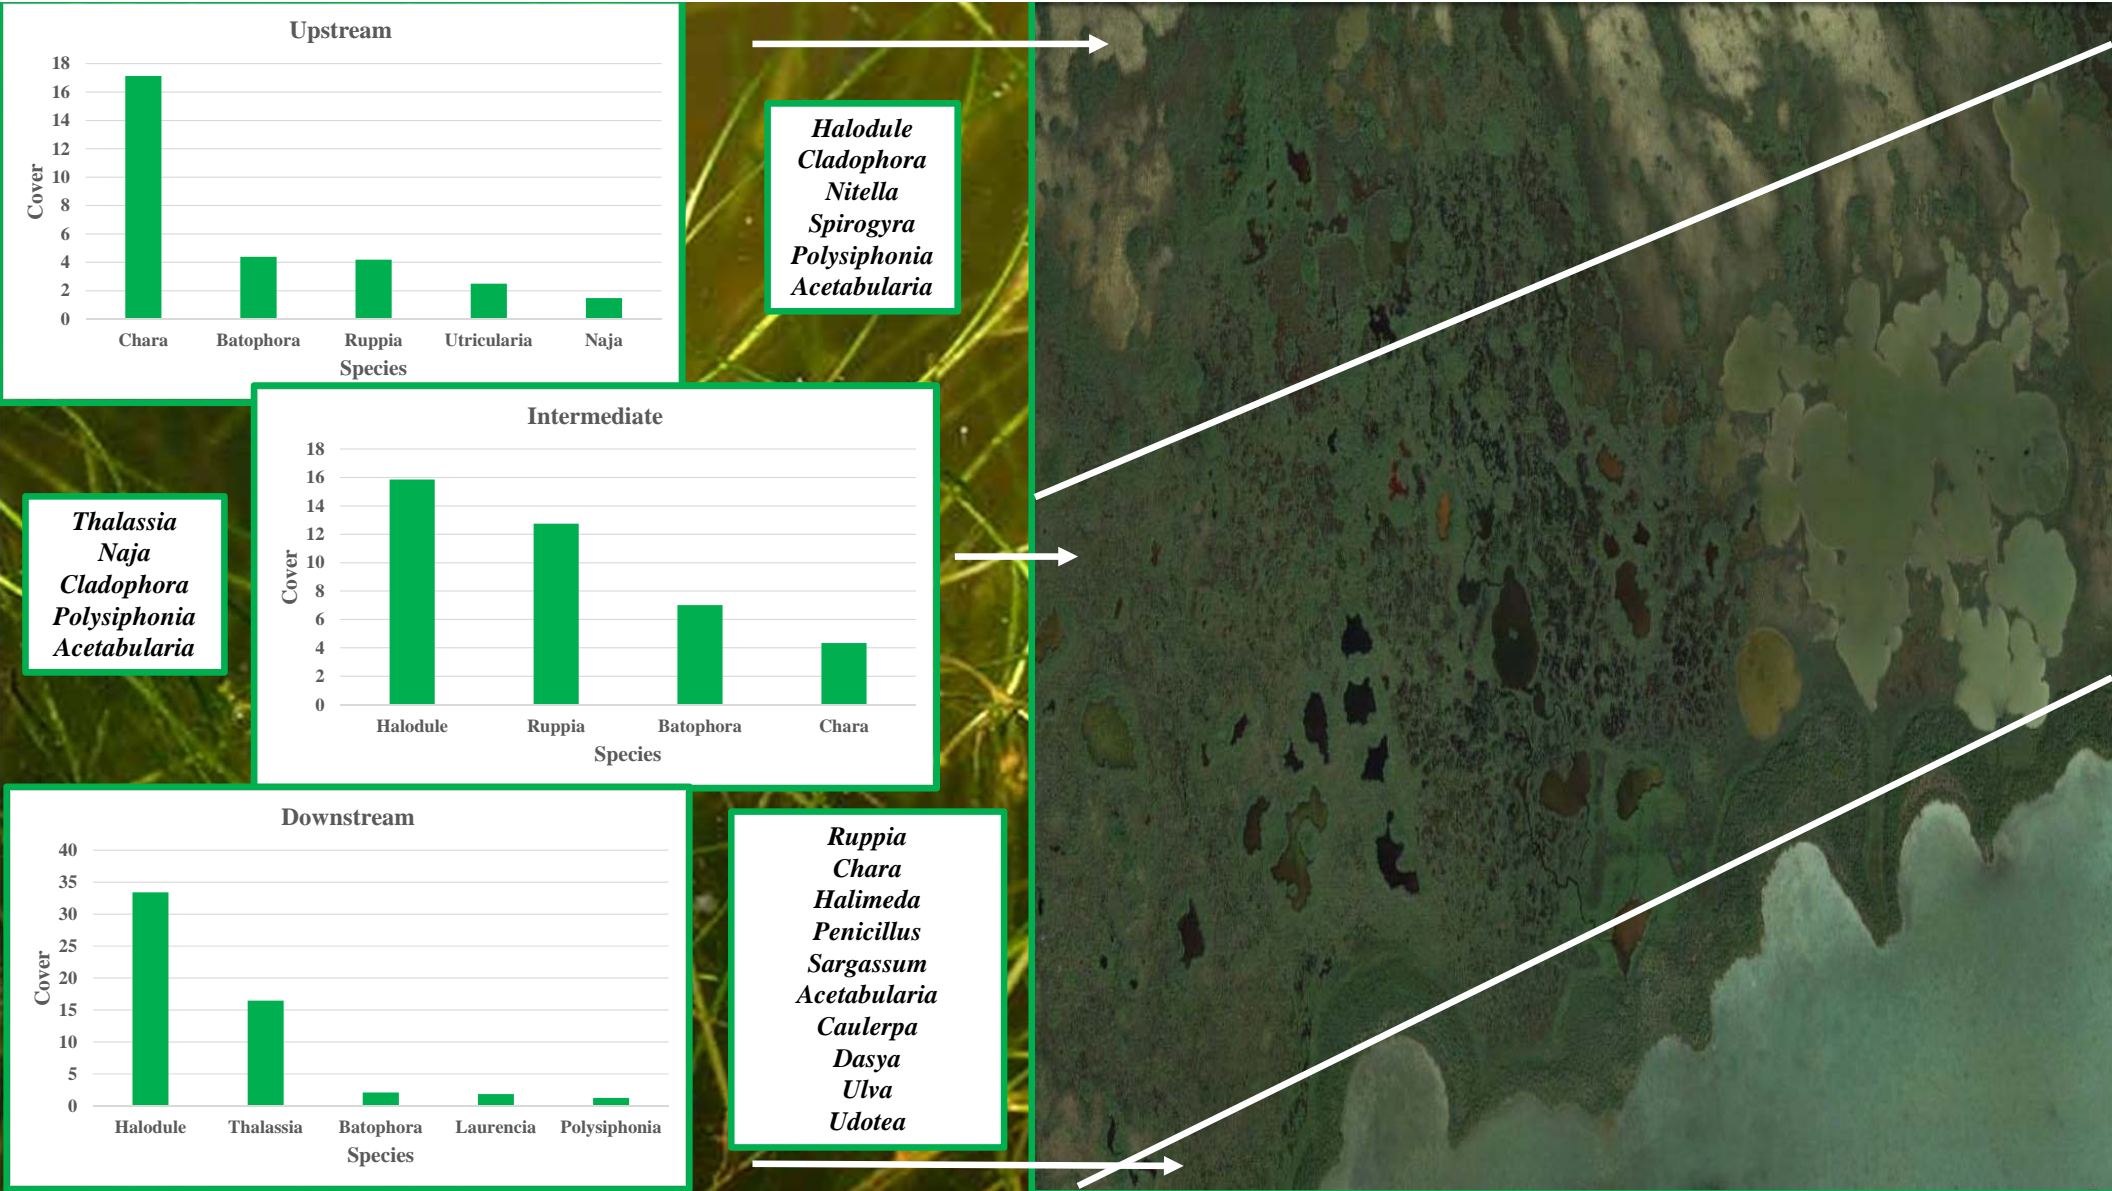 Upstream
18
16
14
12
10
8
6
4
2
0
Cover
Chara Batophora Ruppia Utricularia Naja
Species
Halodule
Cladophora
Nitella
Spirogyra
Polysiphonia
Acetabularia
Intermediate
18
16
14
12
10
8
6
4
2
0
Cover
Halodule Ruppia Batophora Chara
Species
Thalassia
Naja
Cladophora
Polysiphonia
Acetabularia
Downstream
40
35
30
25
20
15
10
5
0
Cover
Halodule Thalassia Batophora Laurencia Polysiphonia
Species
Ruppia
Chara
Halimeda
Penicillus
Sargassum
Acetabularia
Caulerpa
Dasya
Ulva
Udotea